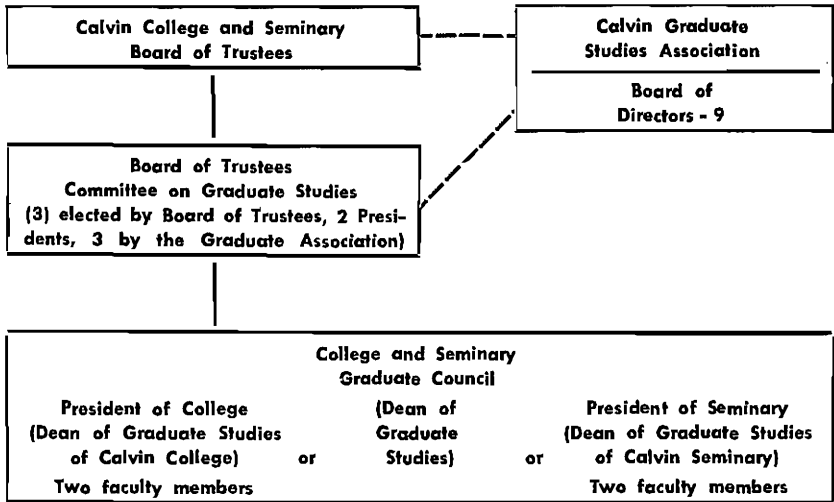 Calvin College and Seminary
Board of Trustees
Calvin Graduate
Studies Association
Board of
Directors - 9
Board of Trustees
Committee on Graduate Studies
(3) elected by Board of Trustees, 2 Presi-
dents, 3 by the Graduate Association)
College and Seminary
Graduate Council
President of College
(Dean of Graduate Studies
of Calvin College)
Two faculty members
or
(Dean of
Graduate
Studies)
or
President of Seminary
(Dean of Graduate Studies
of Calvin Seminary)
Two faculty members